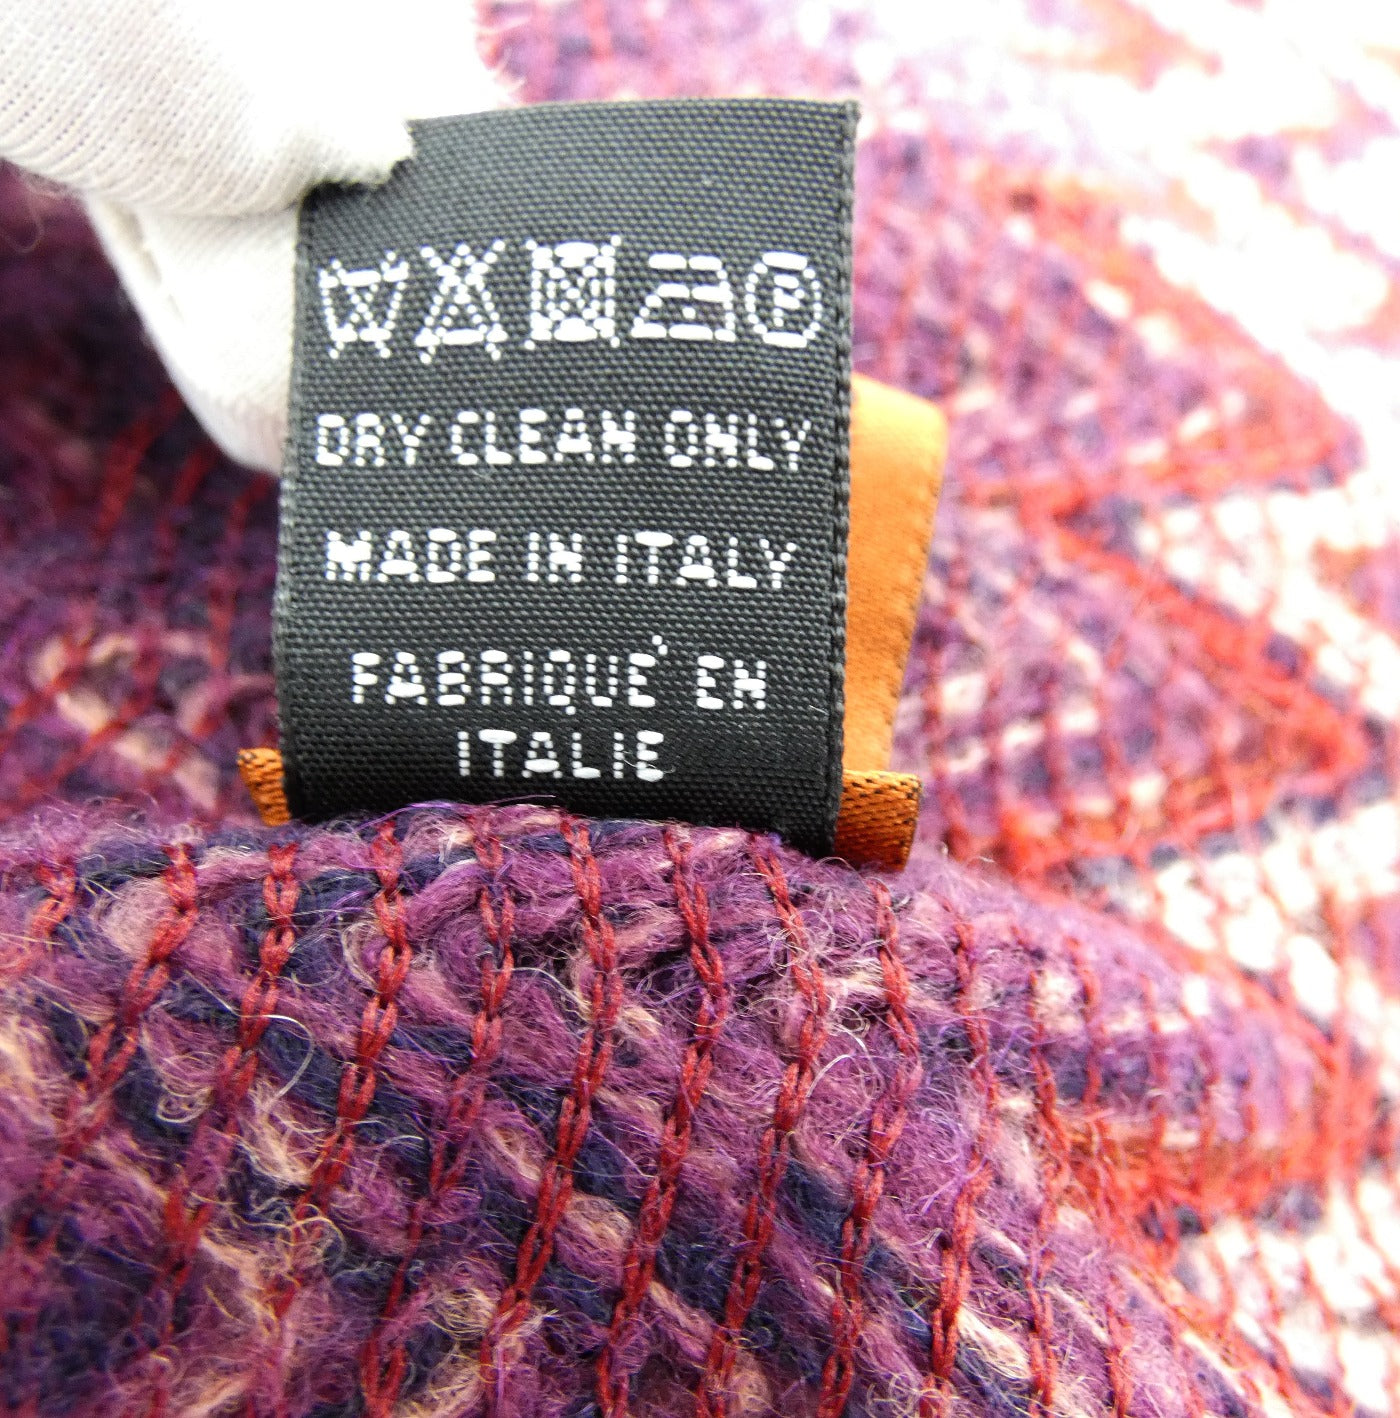 P
DRY CLEAN ONLY
MADE IN ITALY
FABRIQUE' EN
ITALIE